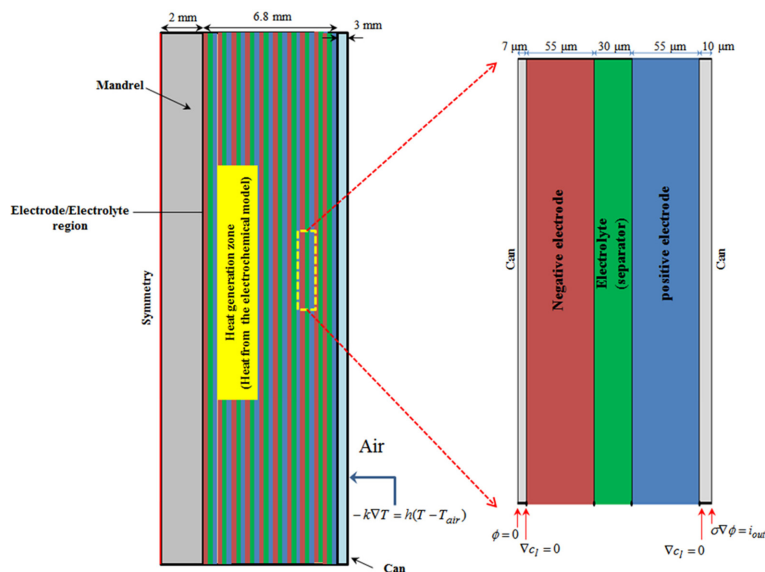 2 mm
6.8 mm
3 mm
Mandrel
Electrode/Electrolyte
region
Symmetry
Heat generation zone
(Heat from the electrochemical model)
Air
−k∇T = h(T−T_air)
Can
7 µm
55 µm
30 µm
55 µm
10 µm
Can
Negative electrode
Electrolyte
(separator)
positive electrode
Can
ϕ=0
∇c_l = 0
∇c_l = 0
σ∇ϕ=i_out